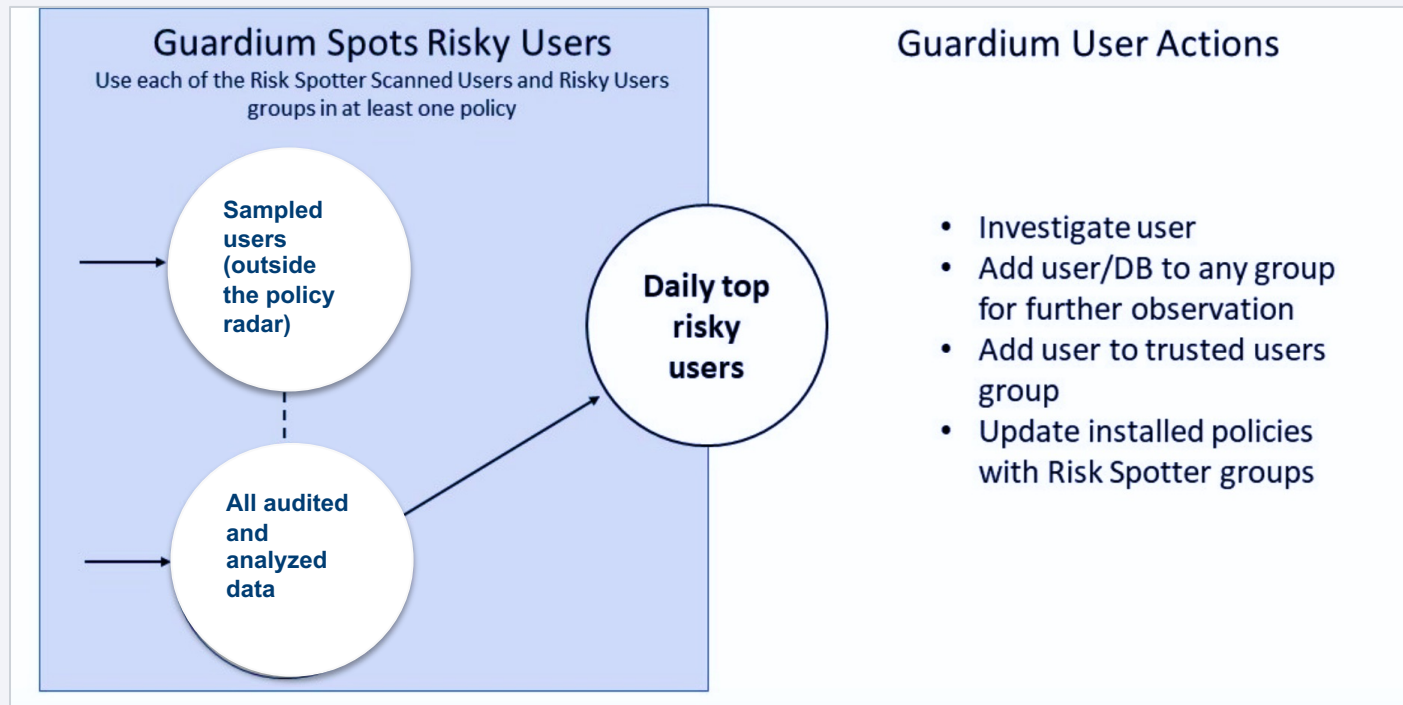 Guardium Spots Risky Users
Use each of the Risk Spotter Scanned Users and Risky Users
groups in at least one policy
Sampled
users
(outside
the policy
radar)
All audited
and
analyzed
data
Daily top
risky
users
Guardium User Actions
• Investigate user
• Add user/DB to any group
for further observation
• Add user to trusted users
group
• Update installed policies
with Risk Spotter groups